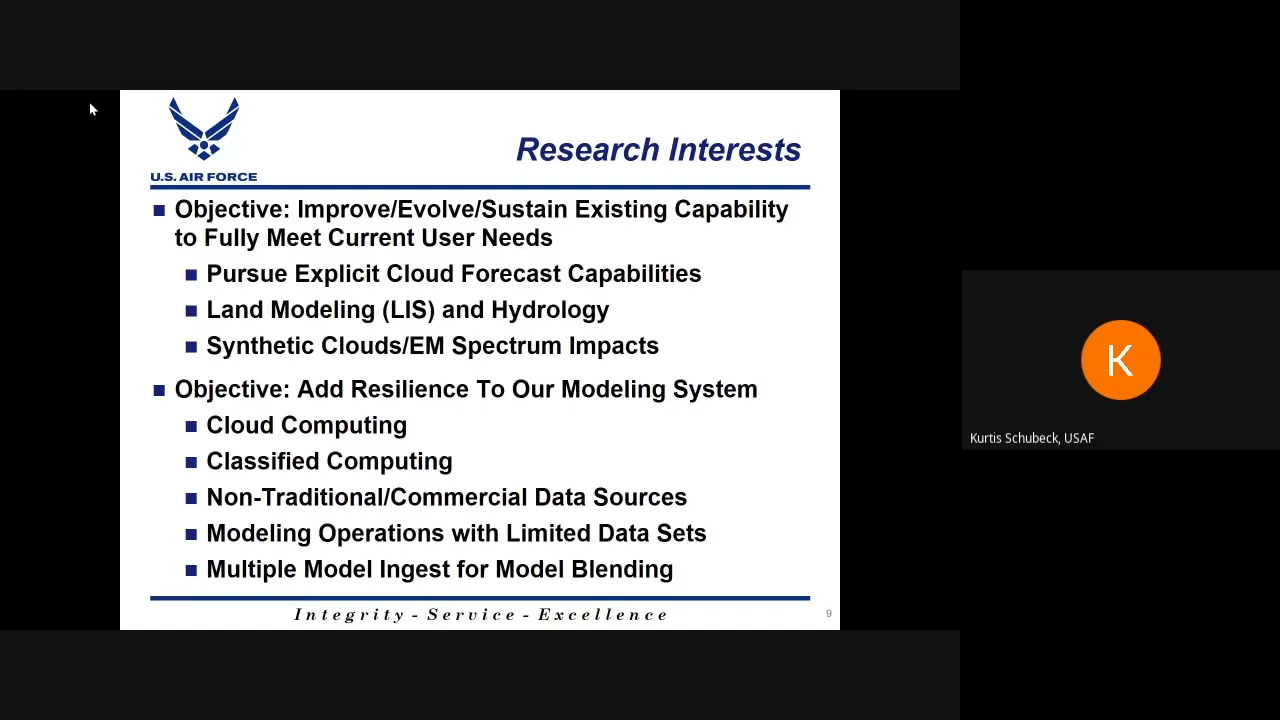 U.S. AIR FORCE
Research Interests
Objective: Improve/Evolve/Sustain Existing Capability
to Fully Meet Current User Needs
Pursue Explicit Cloud Forecast Capabilities
Land Modeling (LIS) and Hydrology
Synthetic Clouds/EM Spectrum Impacts
Objective: Add Resilience To Our Modeling System
Cloud Computing
Classified Computing
Non-Traditional/Commercial Data Sources
Modeling Operations with Limited Data Sets
Multiple Model Ingest for Model Blending
Integrity - Service - Excellence
9
K
Kurtis Schubeck, USAF